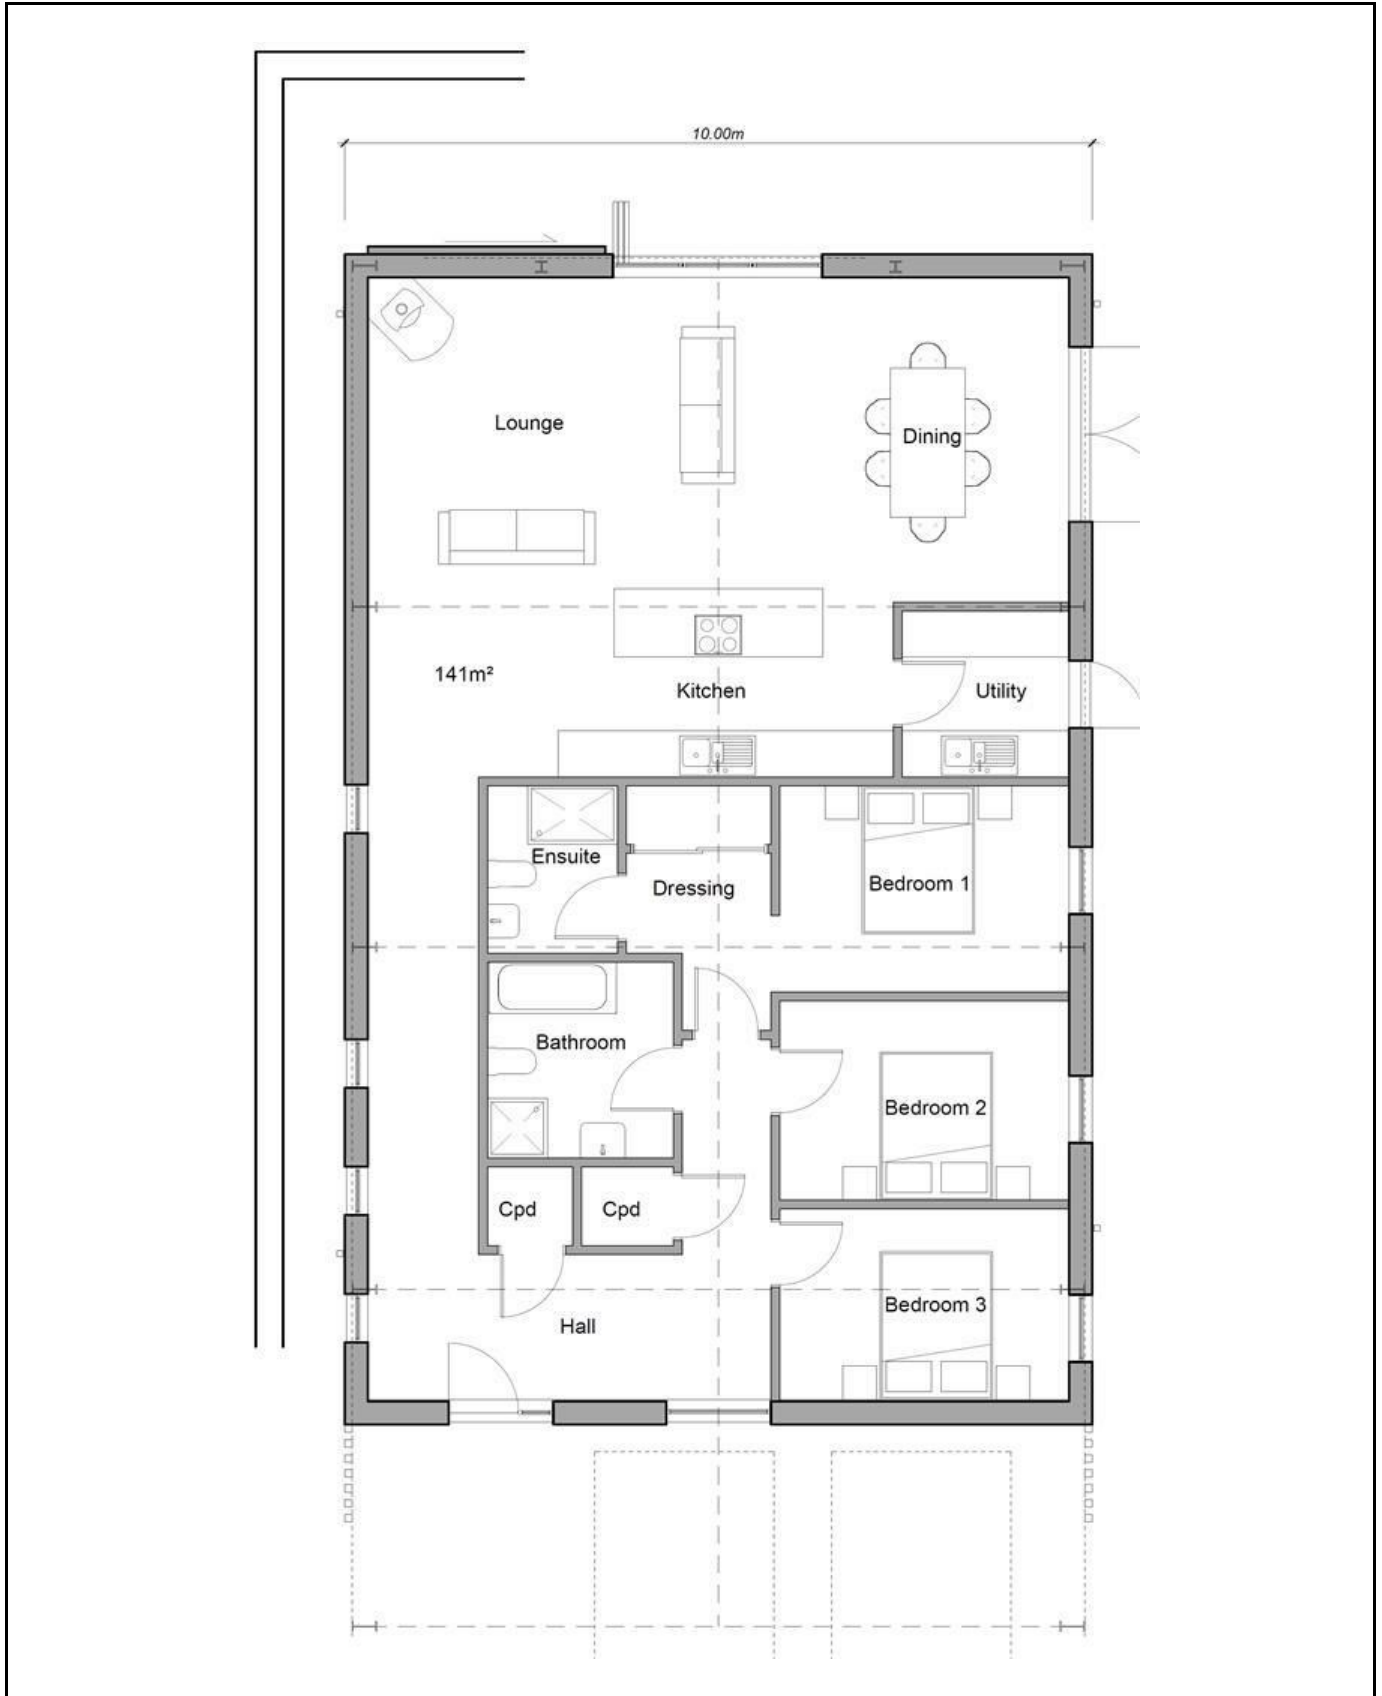 10.00m
Lounge
Dining
141m²
Kitchen
Utility
Ensuite
Dressing
Bedroom 1
Bathroom
Bedroom 2
Cpd
Cpd
Bedroom 3
Hall